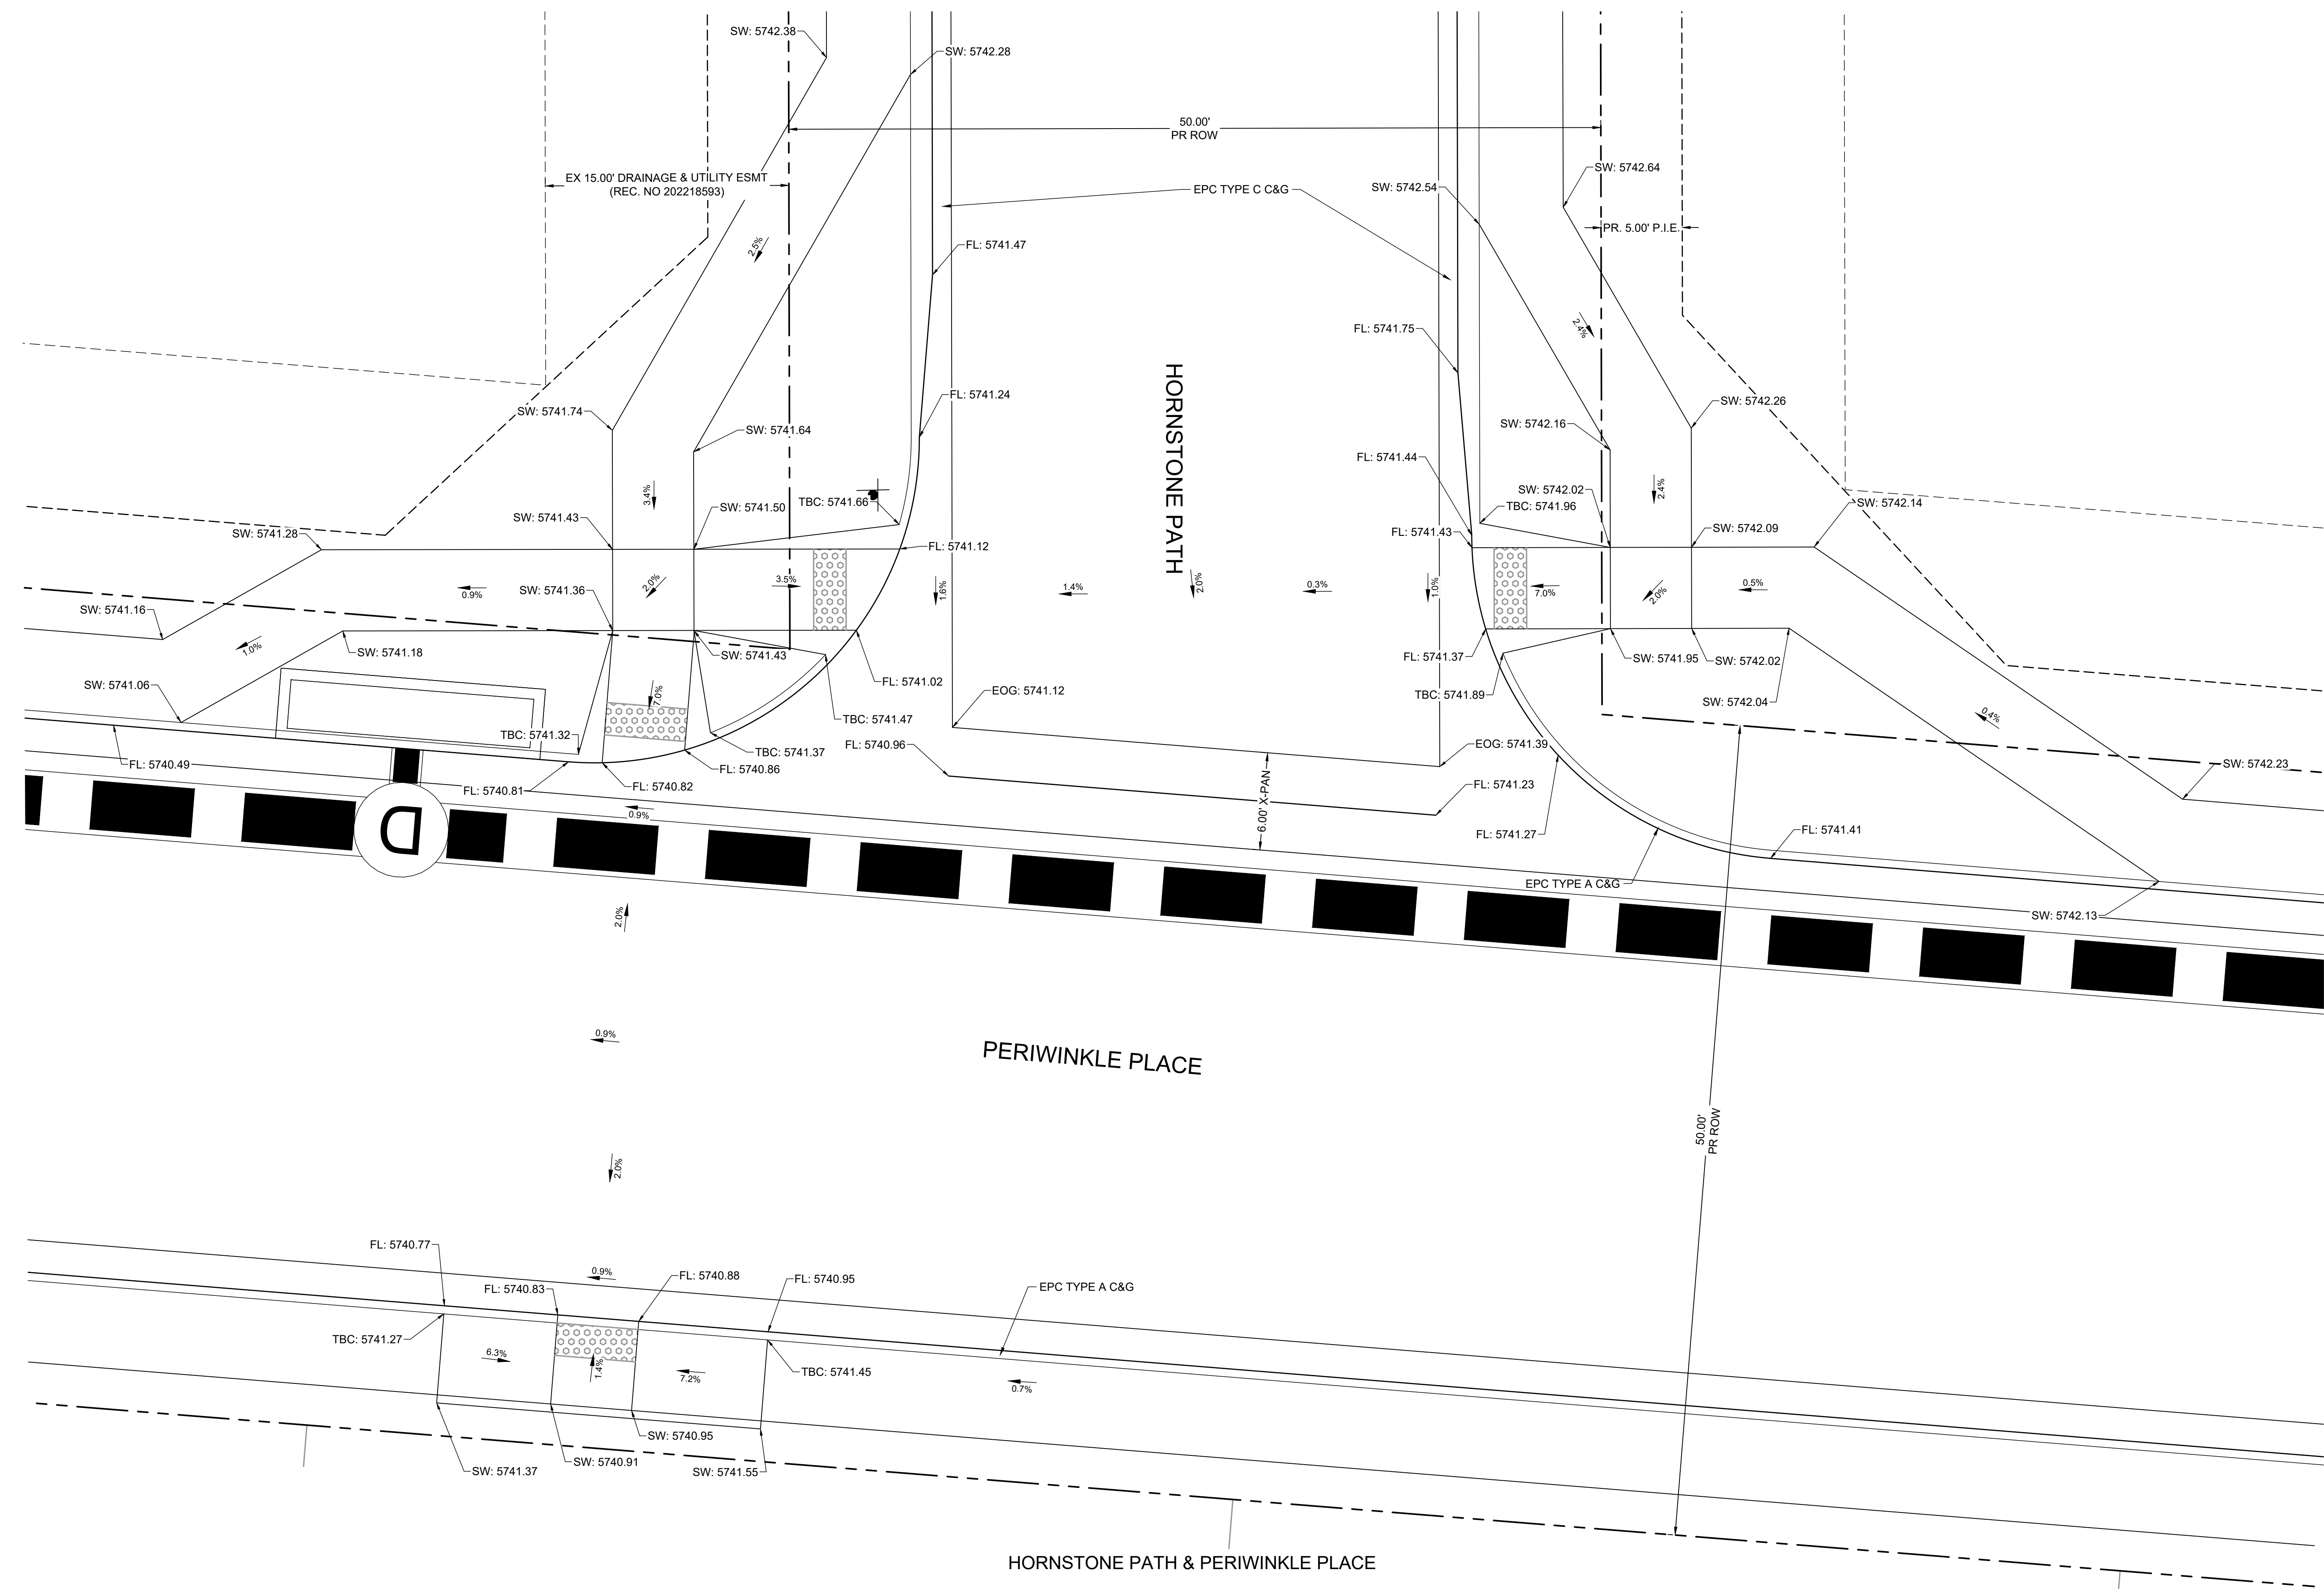 SW: 5742.38
SW: 5742.28
50.00'
PR ROW
EX 15.00' DRAINAGE & UTILITY ESMT
(REC. NO 202218593)
EPC TYPE C C&G
SW: 5742.54
SW: 5742.64
PR. 5.00' P.I.E.
2.5%
FL: 5741.47
FL: 5741.75
2.4%
HORNSTONE PATH
FL: 5741.24
SW: 5741.74
SW: 5741.64
SW: 5742.26
SW: 5742.16
FL: 5741.44
3.4%
TBC: 5741.66
SW: 5742.02
2.4%
SW: 5742.14
TBC: 5741.96
SW: 5741.43
SW: 5741.50
SW: 5741.28
FL: 5741.12
FL: 5741.43
SW: 5742.09
0.9%
SW: 5741.36
2.0%
3.5%
1.6%
1.4%
2.0%
0.3%
1.0%
7.0%
2.0%
0.5%
SW: 5741.16
1.0%
SW: 5741.18
SW: 5741.43
FL: 5741.37
SW: 5741.95
SW: 5742.02
SW: 5741.06
7.0%
FL: 5741.02
EOG: 5741.12
TBC: 5741.89
SW: 5742.04
0.4%
TBC: 5741.47
TBC: 5741.32
TBC: 5741.37
FL: 5740.96
EOG: 5741.39
FL: 5740.49
FL: 5740.86
SW: 5742.23
FL: 5740.81
FL: 5740.82
6.00' X-PAN
FL: 5741.23
0.9%
D
FL: 5741.27
FL: 5741.41
EPC TYPE A C&G
SW: 5742.13
2.0%
0.9%
PERIWINKLE PLACE
50.00'
PR ROW
2.0%
FL: 5740.77
0.9%
FL: 5740.88
FL: 5740.95
FL: 5740.83
EPC TYPE A C&G
TBC: 5741.27
6.3%
1.4%
7.2%
TBC: 5741.45
0.7%
SW: 5740.95
SW: 5741.37
SW: 5740.91
SW: 5741.55
HORNSTONE PATH & PERIWINKLE PLACE